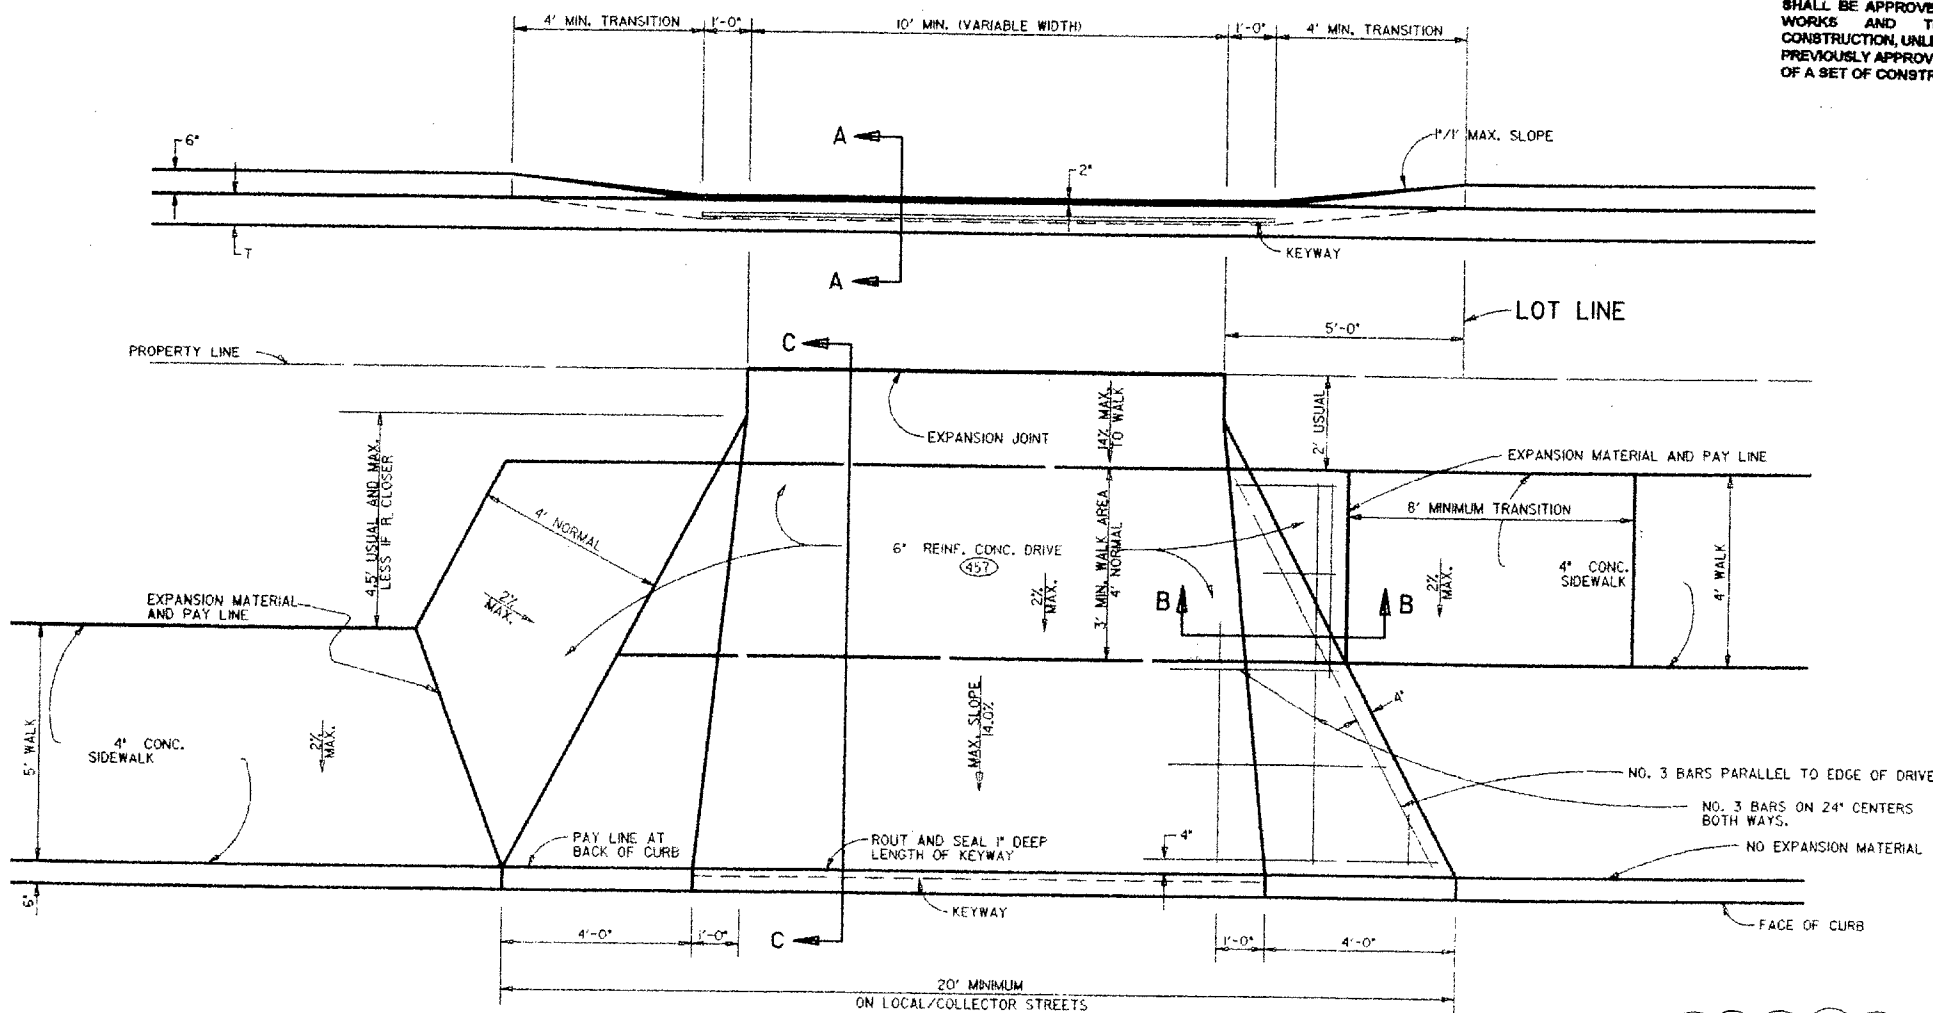 SHALL BE APPROVE
WORKS AND T
CONSTRUCTION, UNL
PREVIOUSLY APPROV
OF A SET OF CONSTR
4' MIN. TRANSITION
1'-0"
10' MIN. (VARIABLE WIDTH)
1'-0"
4' MIN. TRANSITION
6"
A
2"
1"/1' MAX. SLOPE
T
KEYWAY
A
LOT LINE
5'-0"
PROPERTY LINE
C
EXPANSION JOINT
14% MAX.
TO WALK
2' USUAL
EXPANSION MATERIAL AND PAY LINE
4.5' USUAL AND MAX.
LESS IF R. CLOSER
4' NORMAL
8' MINIMUM TRANSITION
6" REINF. CONC. DRIVE
457
3' MIN. WALK AREA
4' NORMAL
4" CONC.
SIDEWALK
4' WALK
2%
MAX.
2%
MAX.
2%
MAX.
B
B
EXPANSION MATERIAL
AND PAY LINE
5' WALK
4" CONC.
SIDEWALK
2%
MAX.
MAX. SLOPE
14.0%
4"
NO. 3 BARS PARALLEL TO EDGE OF DRIVE
NO. 3 BARS ON 24" CENTERS
BOTH WAYS.
PAY LINE AT
BACK OF CURB
ROUT AND SEAL 1" DEEP
LENGTH OF KEYWAY
4"
NO EXPANSION MATERIAL
6"
KEYWAY
FACE OF CURB
4'-0"
1'-0"
C
1'-0"
4'-0"
20' MINIMUM
ON LOCAL/COLLECTOR STREETS